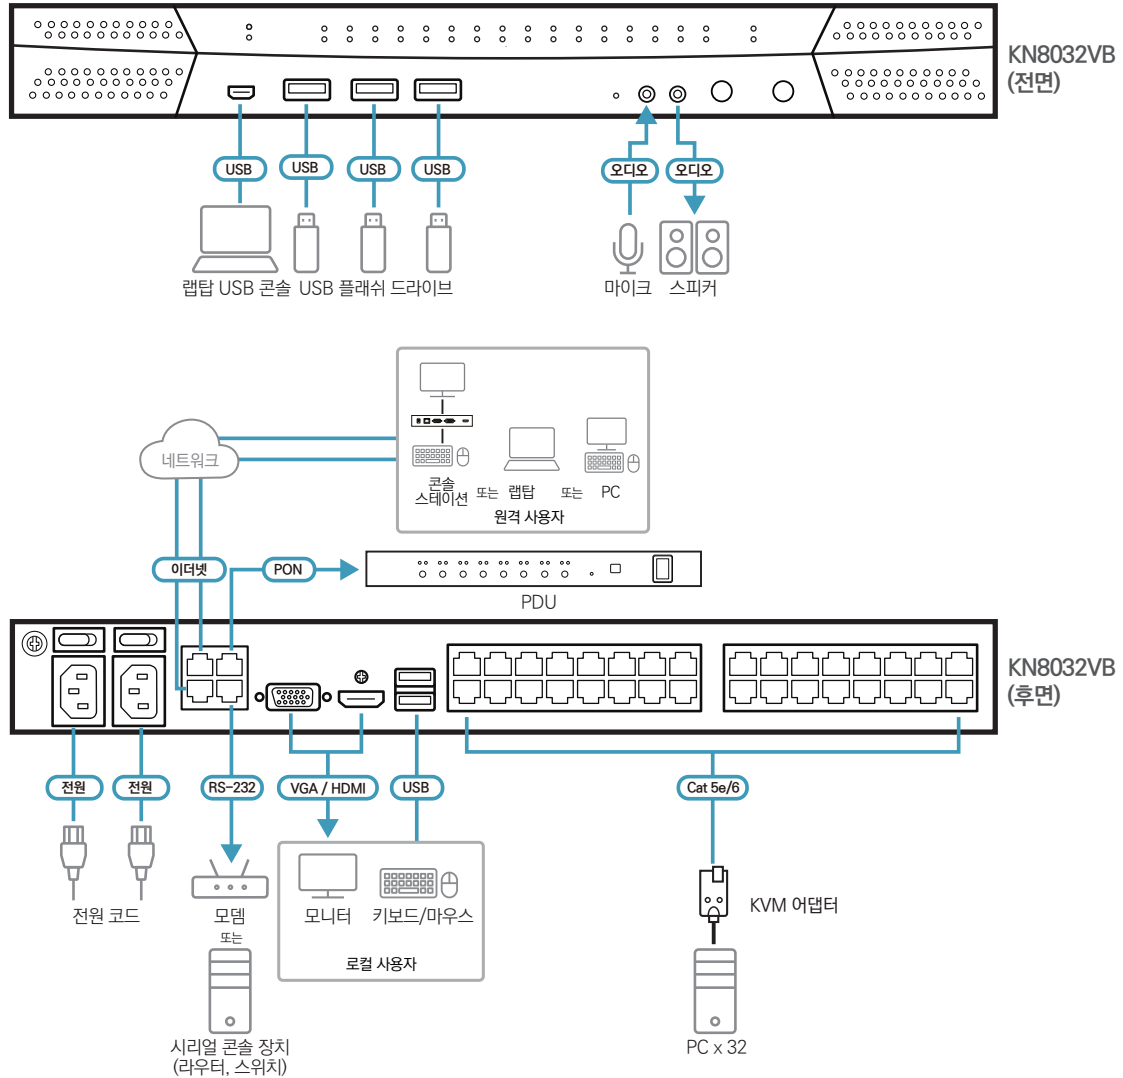 KN8032VB
(전면)
USB
USB
USB
USB
오디오
오디오
랩탑 USB 콘솔
USB 플래쉬 드라이브
마이크
스피커
네트워크
콘솔
스테이션
또는
랩탑
또는
PC
원격 사용자
이더넷
PON
PDU
KN8032VB
(후면)
전원
전원
RS-232
VGA / HDMI
USB
Cat 5e/6
전원 코드
모뎀
또는
시리얼 콘솔 장치
(라우터, 스위치)
모니터
키보드/마우스
로컬 사용자
KVM 어댑터
PC x 32